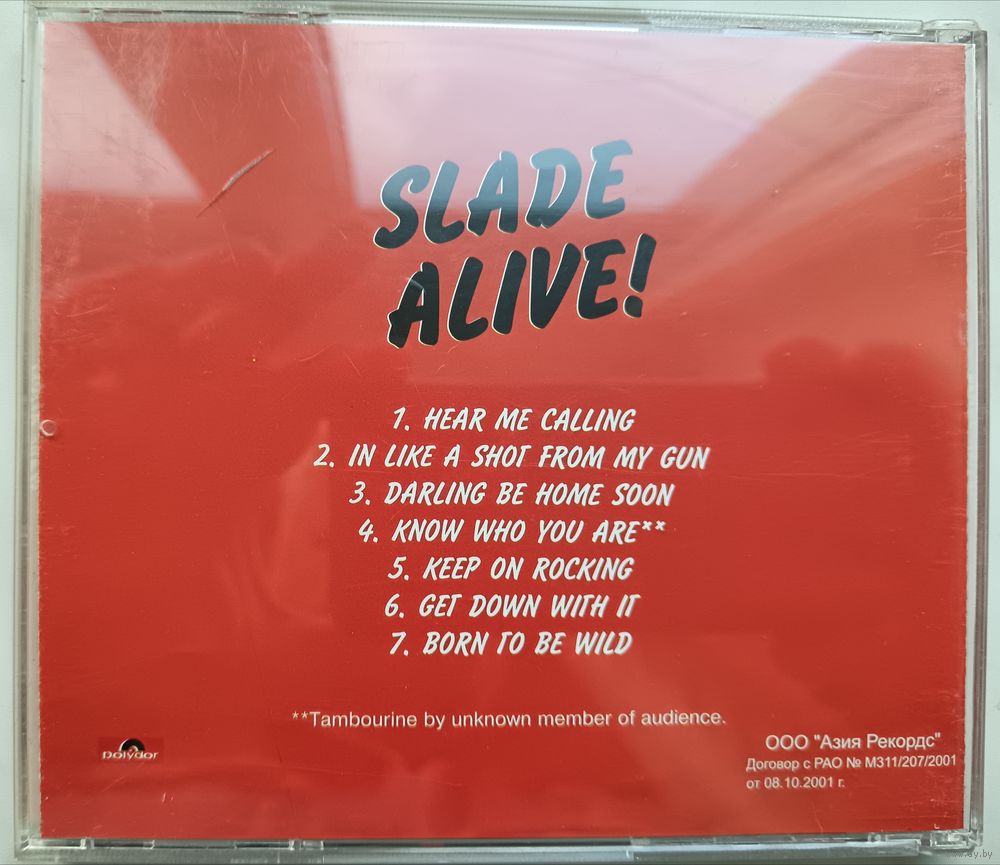 SLADE
ALIVE!
1. HEAR ME CALLING
2. IN LIKE A SHOT FROM MY GUN
3. DARLING BE HOME SOON
4. KNOW WHO YOU ARE**
5. KEEP ON ROCKING
6. GET DOWN WITH IT
7. BORN TO BE WILD
**Tambourine by unknown member of audience.
polydor
ООО "Азия Рекордс"
Договор с РАО № М311/207/2001
от 08.10.2001 г.